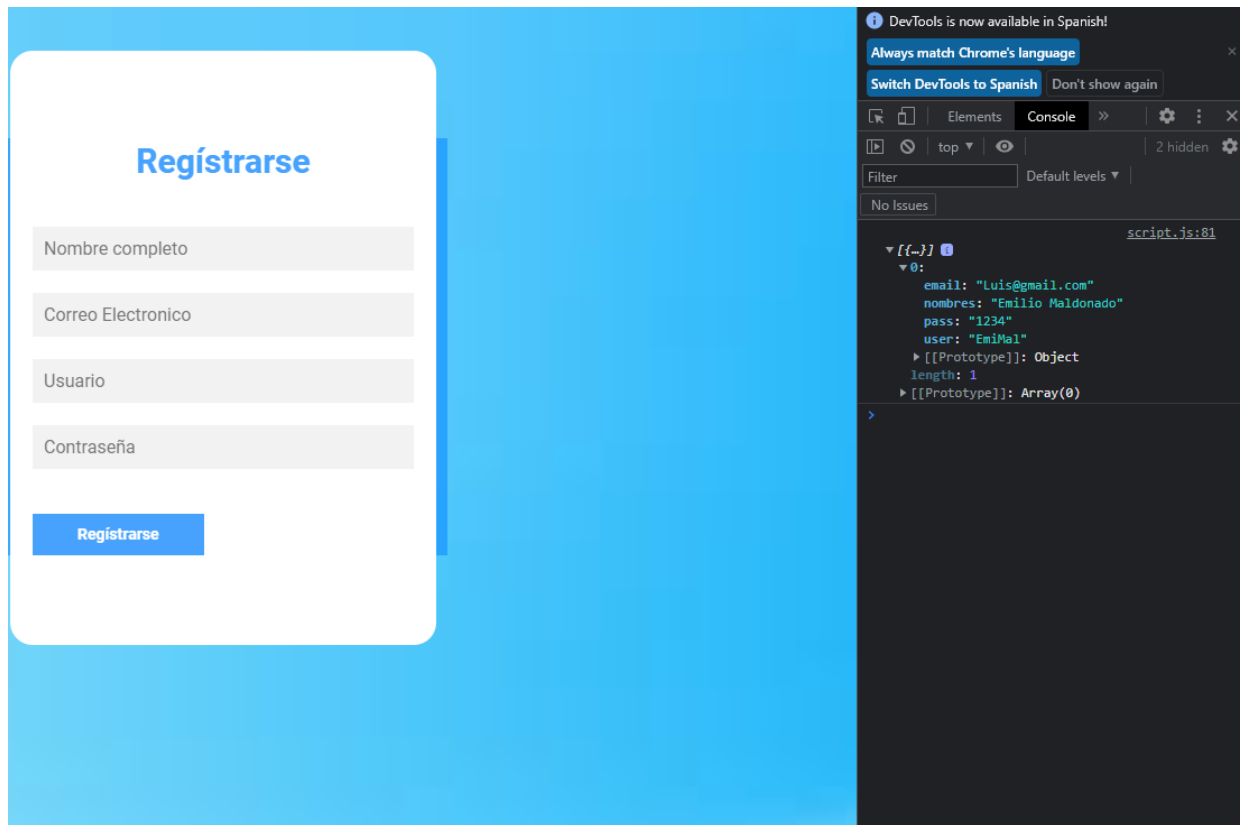 Regístrarse
Nombre completo
Correo Electronico
Usuario
Contraseña
Regístrarse
DevTools is now available in Spanish!
Always match Chrome's language
Switch DevTools to Spanish Don't show again
Elements Console
top 2 hidden
Filter Default levels
No Issues
script.js:81
[{…}]
0:
email: "Luis@gmail.com"
nombres: "Emilio Maldonado"
pass: "1234"
user: "EmiMal"
[[Prototype]]: Object
length: 1
[[Prototype]]: Array(0)